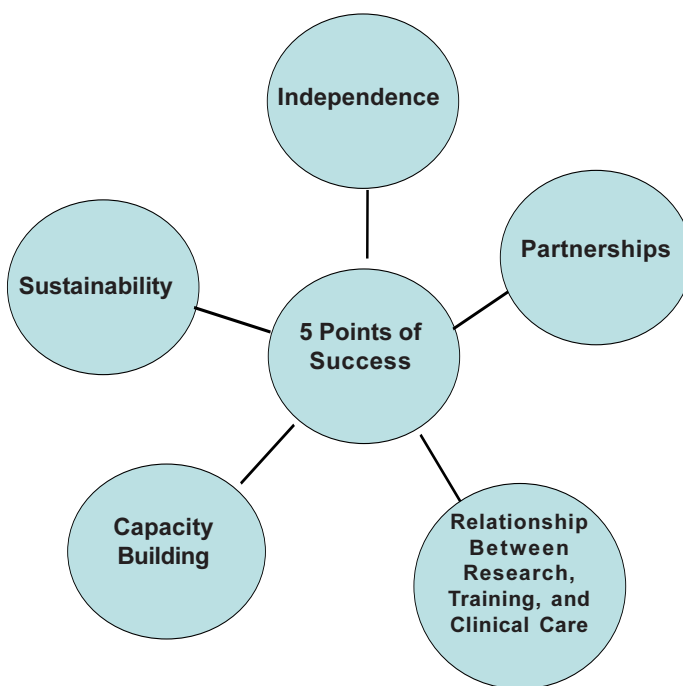 Independence
Partnerships
Sustainability
5 Points of
Success
Capacity
Building
Relationship
Between
Research,
Training, and
Clinical Care